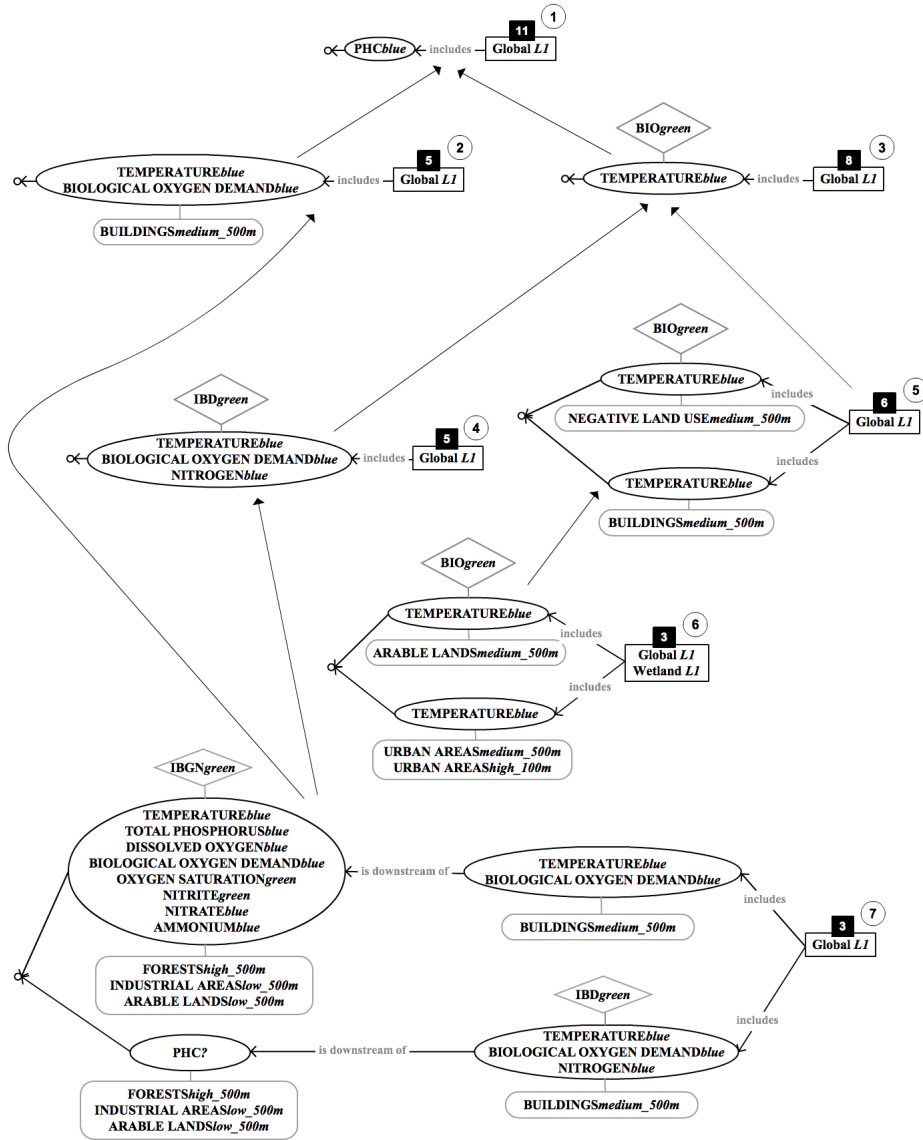 11
1
PHCblue
includes
Global L1
BIOgreen
5
2
8
3
TEMPERATUREblue
BIOLOGICAL OXYGEN DEMANDblue
includes
Global L1
TEMPERATUREblue
includes
Global L1
BUILDINGSmedium_500m
BIOgreen
TEMPERATUREblue
includes
6
5
IBDgreen
NEGATIVE LAND USEmedium_500m
Global L1
5
4
TEMPERATUREblue
BIOLOGICAL OXYGEN DEMANDblue
NITROGENblue
includes
Global L1
includes
TEMPERATUREblue
BUILDINGSmedium_500m
BIOgreen
TEMPERATUREblue
includes
3
6
ARABLE LANDSmedium_500m
Global L1
Wetland L1
includes
TEMPERATUREblue
URBAN AREASmedium_500m
URBAN AREAShigh_100m
IBGNgreen
TEMPERATUREblue
TOTAL PHOSPHORUSblue
DISSOLVED OXYGENblue
BIOLOGICAL OXYGEN DEMANDblue
OXYGEN SATURATIONgreen
NITRITEgreen
NITRATEblue
AMMONIUMblue
is downstream of
TEMPERATUREblue
BIOLOGICAL OXYGEN DEMANDblue
includes
3
7
BUILDINGSmedium_500m
Global L1
FORESTShigh_500m
INDUSTRIAL AREASlow_500m
ARABLE LANDSlow_500m
IBDgreen
includes
PHC?
is downstream of
TEMPERATUREblue
BIOLOGICAL OXYGEN DEMANDblue
NITROGENblue
FORESTShigh_500m
INDUSTRIAL AREASlow_500m
ARABLE LANDSlow_500m
BUILDINGSmedium_500m